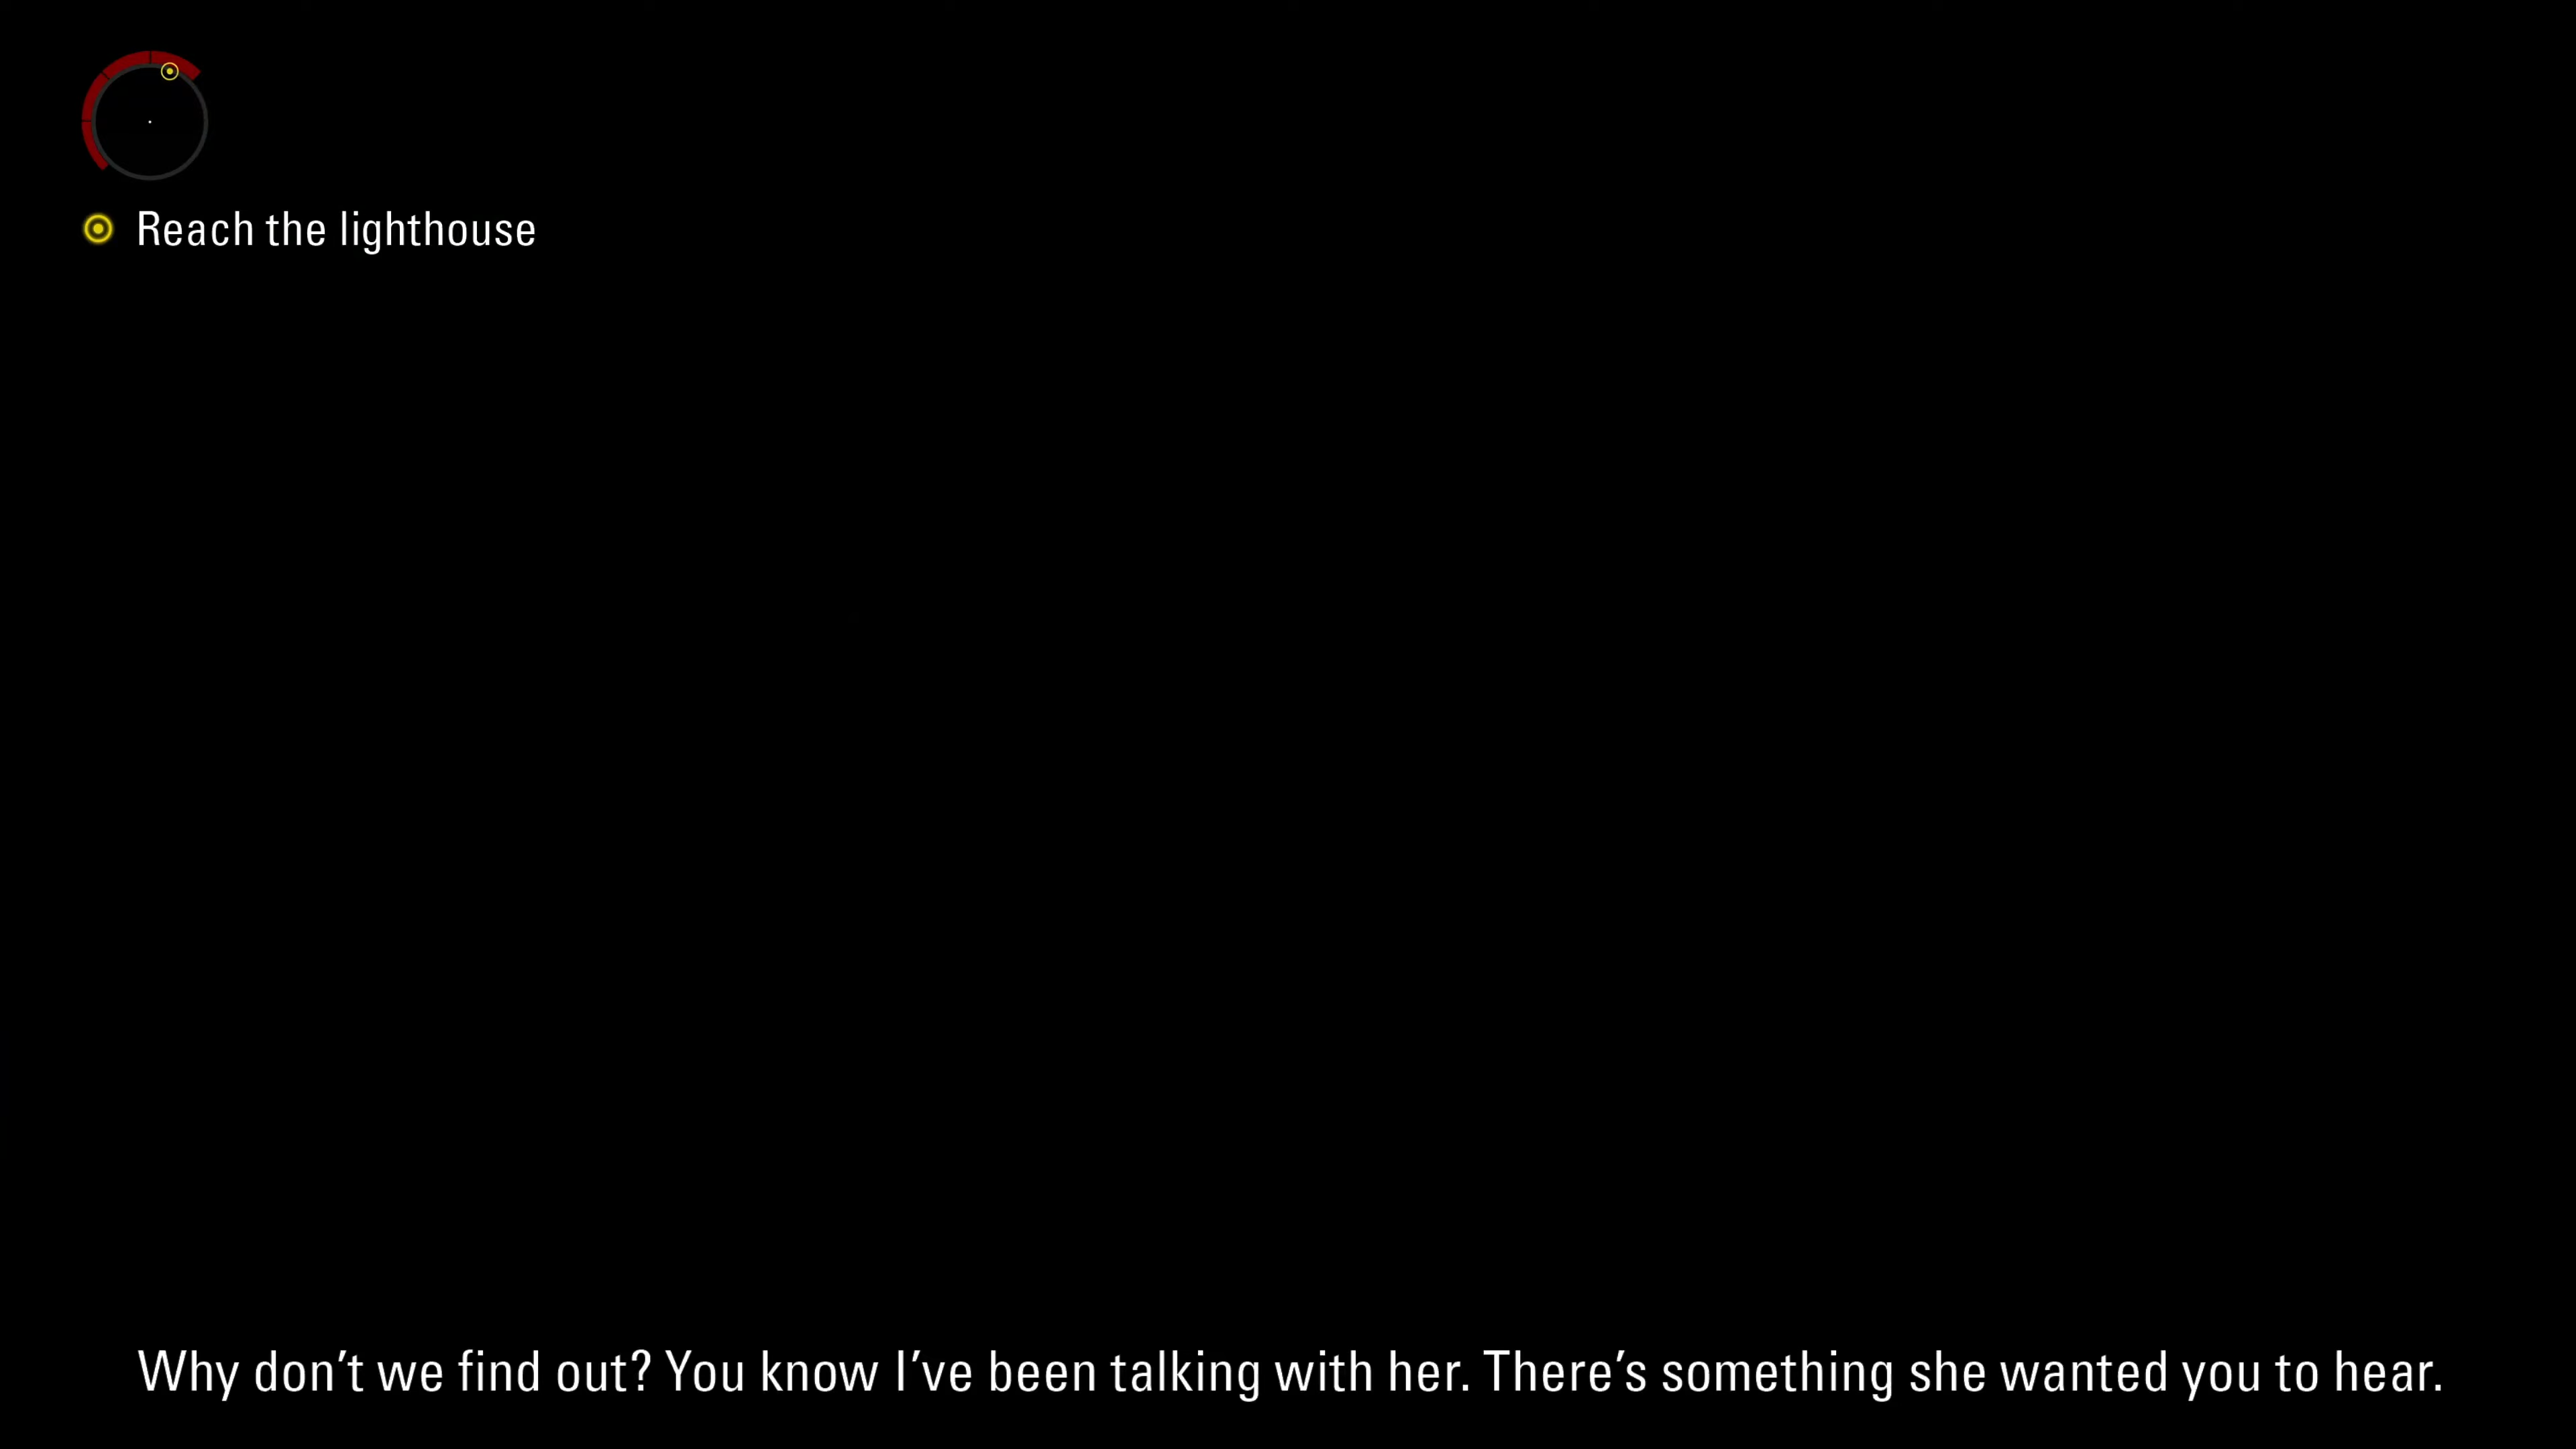 Reach the lighthouse
Why don’t we find out? You know I’ve been talking with her. There’s something she wanted you to hear.